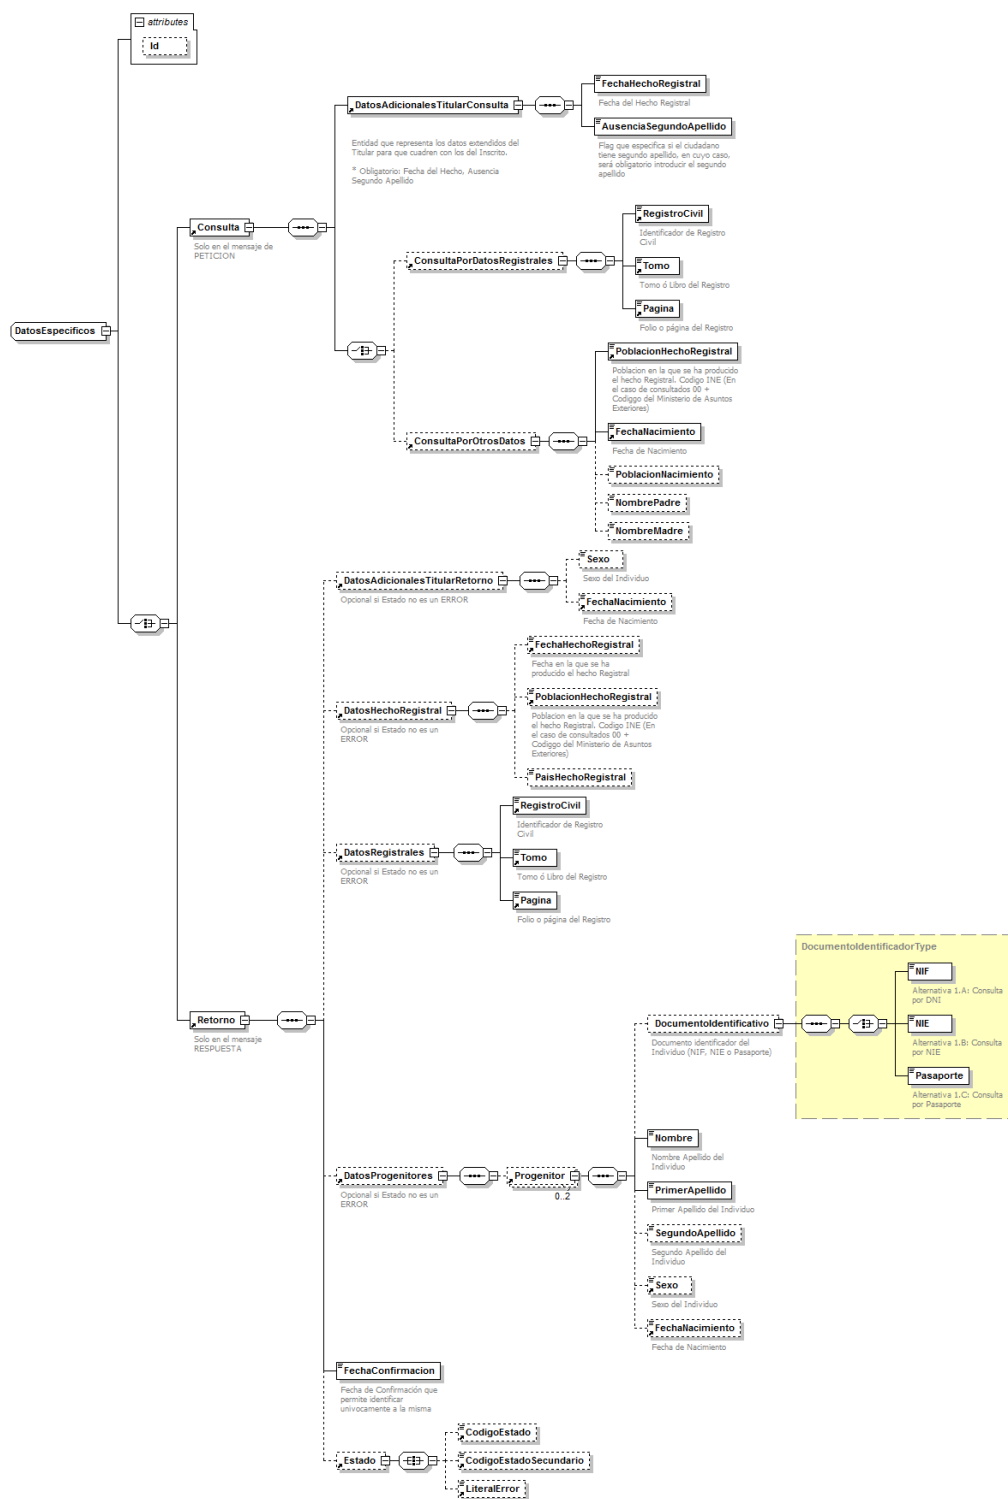 attributes
Id
FechaHechoRegistral
Fecha del Hecho Registral
DatosAdicionalesTitularConsulta
Entidad que representa los datos extendidos del
Titular para que cuadren con los del Inscrito.
* Obligatorio: Fecha del Hecho, Ausencia
Segundo Apellido
AusenciaSegundoApellido
Flag que especifica si el ciudadano
tiene segundo apellido, en cuyo caso,
será obligatorio introducir el segundo
apellido
Consulta
Solo en el mensaje de
PETICION
RegistroCivil
Identificador de Registro
Civil
ConsultaPorDatosRegistrales
Tomo
Tomo ó Libro del Registro
Pagina
Folio o página del Registro
DatosEspecificos
PoblacionHechoRegistral
Poblacion en la que se ha producido
el hecho Registral. Codigo INE (En
el caso de consultados 00 +
Codiggo del Ministerio de Asuntos
Exteriores)
ConsultaPorOtrosDatos
FechaNacimiento
Fecha de Nacimiento
PoblacionNacimiento
NombrePadre
NombreMadre
Sexo
Sexo del Individuo
DatosAdicionalesTitularRetorno
Opcional si Estado no es un ERROR
FechaNacimiento
Fecha de Nacimiento
FechaHechoRegistral
Fecha en la que se ha
producido el hecho Registral
DatosHechoRegistral
Opcional si Estado no es un
ERROR
PoblacionHechoRegistral
Poblacion en la que se ha producido
el hecho Registral. Codigo INE (En
el caso de consultados 00 +
Codiggo del Ministerio de Asuntos
Exteriores)
PaisHechoRegistral
RegistroCivil
Identificador de Registro
Civil
DatosRegistrales
Opcional si Estado no es un
ERROR
Tomo
Tomo ó Libro del Registro
Pagina
Folio o página del Registro
Retorno
Solo en el mensaje
RESPUESTA
DocumentoIdentificadorType
NIF
Alternativa 1.A: Consulta
por DNI
DocumentoIdentificativo
Documento identificador del
Individuo (NIF, NIE o Pasaporte)
NIE
Alternativa 1.B: Consulta
por NIE
Pasaporte
Alternativa 1.C: Consulta
por Pasaporte
Nombre
Nombre Apellido del
Individuo
DatosProgenitores
Opcional si Estado no es un
ERROR
Progenitor
0..2
PrimerApellido
Primer Apellido del Individuo
SegundoApellido
Segundo Apellido del
Individuo
Sexo
Sexo del Individuo
FechaNacimiento
Fecha de Nacimiento
FechaConfirmacion
Fecha de Confirmación que
permite identificar
univocamente a la misma
Estado
CodigoEstado
CodigoEstadoSecundario
LiteralError